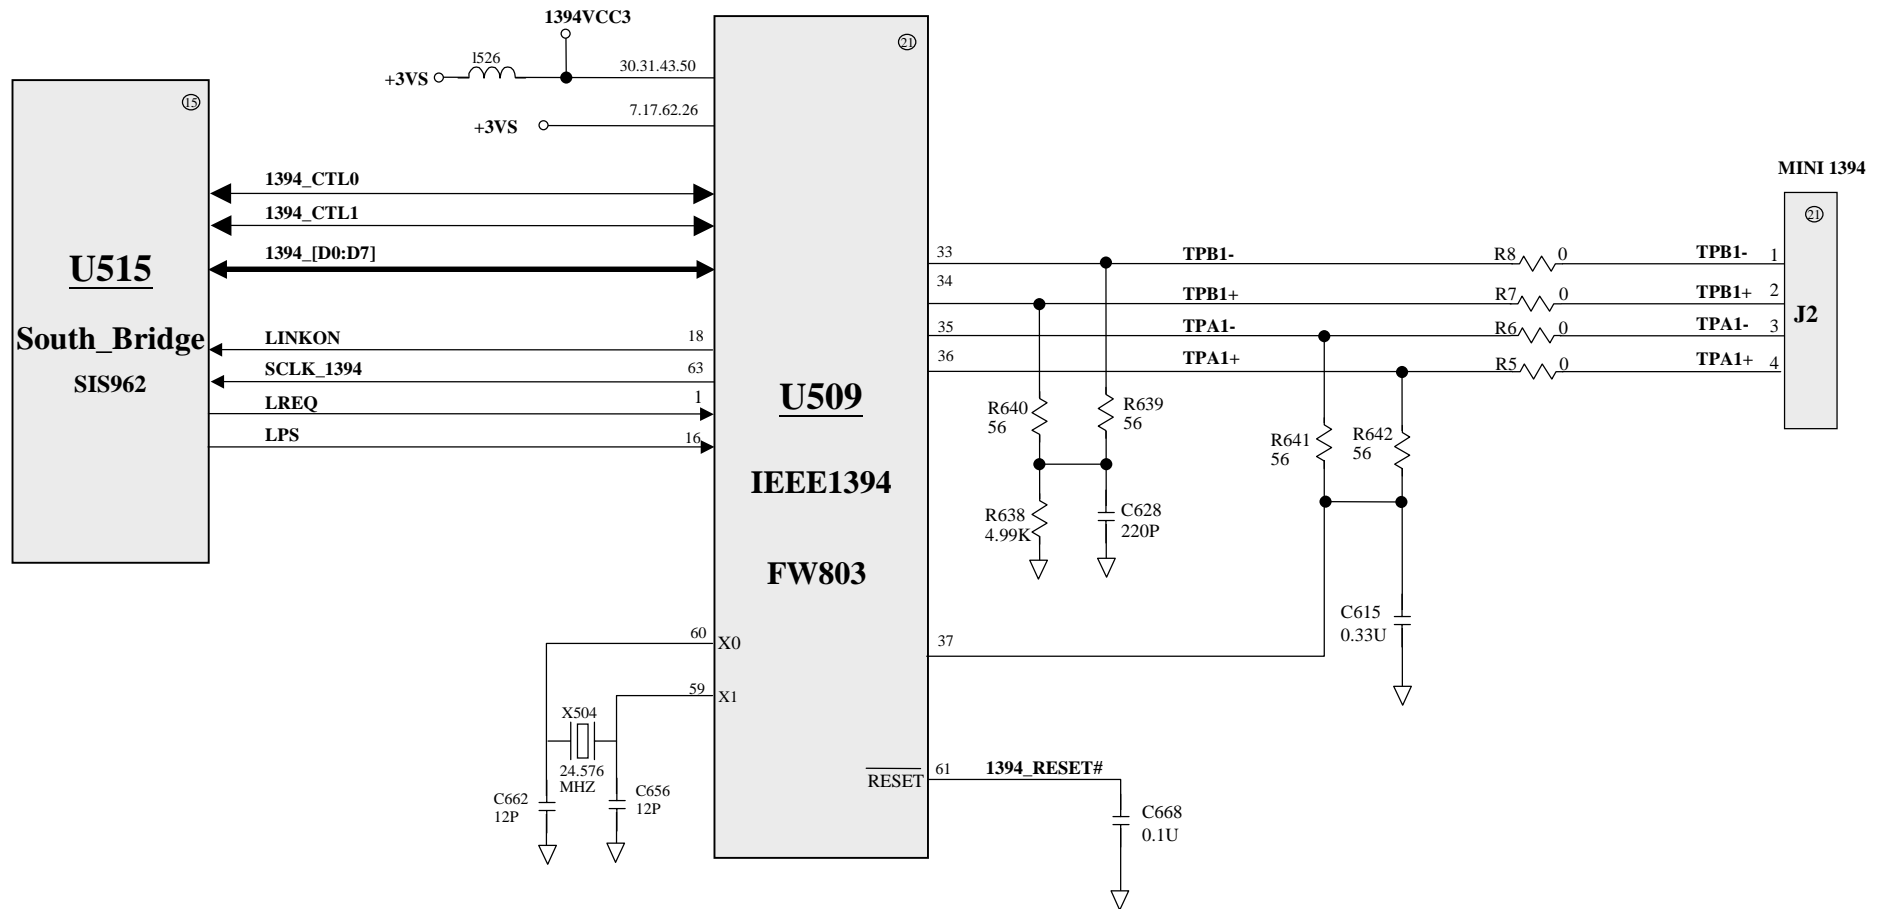 1394VCC3
l526
+3VS
30.31.43.50
21
7.17.62.26
+3VS
15
1394_CTL0
1394_CTL1
1394_[D0:D7]
U515
South_Bridge
SIS962
LINKON
18
SCLK_1394
63
LREQ
1
LPS
16
U509
IEEE1394
FW803
MINI 1394
21
33
TPB1-
R8
0
TPB1-
1
34
TPB1+
R7
0
TPB1+
2
35
TPA1-
R6
0
TPA1-
3
J2
36
TPA1+
R5
0
TPA1+
4
R640
56
R639
56
R641
56
R642
56
R638
4.99K
C628
220P
C615
0.33U
60
X0
37
59
X1
X504
24.576
MHZ
C662
12P
C656
12P
RESET
61
1394_RESET#
C668
0.1U